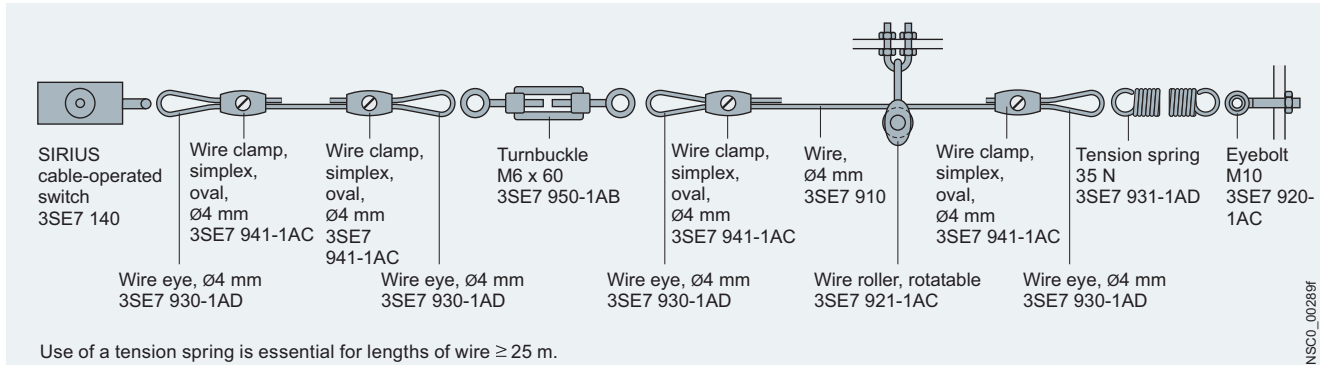 SIRIUS
cable-operated
switch
3SE7 140
Wire clamp,
simplex,
oval,
Ø4 mm
3SE7 941-1AC
Wire clamp,
simplex,
oval,
Ø4 mm
3SE7
941-1AC
Turnbuckle
M6 x 60
3SE7 950-1AB
Wire clamp,
simplex,
oval,
Ø4 mm
3SE7 941-1AC
Wire,
Ø4 mm
3SE7 910
Wire clamp,
simplex,
oval,
Ø4 mm
3SE7 941-1AC
Tension spring
35 N
3SE7 931-1AD
Eyebolt
M10
3SE7 920-
1AC
Wire eye, Ø4 mm
3SE7 930-1AD
Wire eye, Ø4 mm
3SE7 930-1AD
Wire eye, Ø4 mm
3SE7 930-1AD
Wire roller, rotatable
3SE7 921-1AC
Wire eye, Ø4 mm
3SE7 930-1AD
Use of a tension spring is essential for lengths of wire ≥ 25 m.
NSC0_00289f